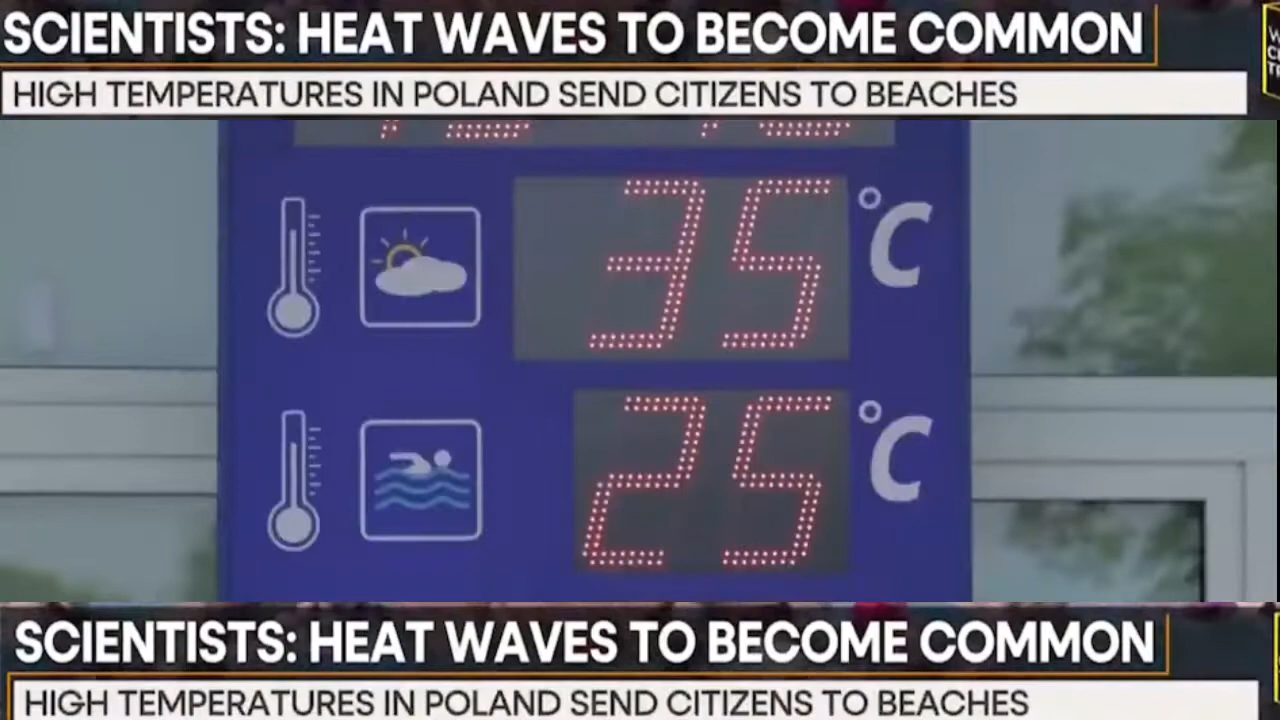 SCIENTISTS: HEAT WAVES TO BECOME COMMON
HIGH TEMPERATURES IN POLAND SEND CITIZENS TO BEACHES
35 °C
25 °C
SCIENTISTS: HEAT WAVES TO BECOME COMMON
HIGH TEMPERATURES IN POLAND SEND CITIZENS TO BEACHES